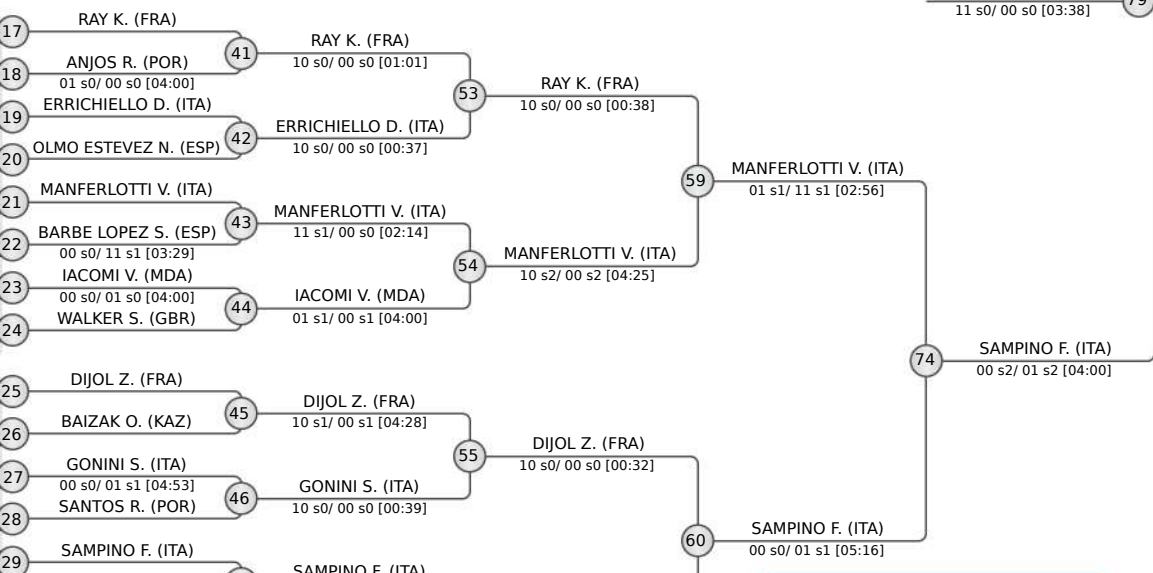 79
11 s0/ 00 s0 [03:38]
17
RAY K. (FRA)
41
RAY K. (FRA)
10 s0/ 00 s0 [01:01]
18
ANJOS R. (POR)
01 s0/ 00 s0 [04:00]
53
RAY K. (FRA)
10 s0/ 00 s0 [00:38]
19
ERRICHIELLO D. (ITA)
42
ERRICHIELLO D. (ITA)
10 s0/ 00 s0 [00:37]
20
OLMO ESTEVEZ N. (ESP)
59
MANFERLOTTI V. (ITA)
01 s1/ 11 s1 [02:56]
21
MANFERLOTTI V. (ITA)
43
MANFERLOTTI V. (ITA)
11 s1/ 00 s0 [02:14]
22
BARBE LOPEZ S. (ESP)
00 s0/ 11 s1 [03:29]
54
MANFERLOTTI V. (ITA)
10 s2/ 00 s2 [04:25]
23
IACOMI V. (MDA)
00 s0/ 01 s0 [04:00]
44
IACOMI V. (MDA)
01 s1/ 00 s1 [04:00]
24
WALKER S. (GBR)
74
SAMPINO F. (ITA)
00 s2/ 01 s2 [04:00]
25
DIJOL Z. (FRA)
45
DIJOL Z. (FRA)
10 s1/ 00 s1 [04:28]
26
BAIZAK O. (KAZ)
55
DIJOL Z. (FRA)
10 s0/ 00 s0 [00:32]
27
GONINI S. (ITA)
00 s0/ 01 s1 [04:53]
46
GONINI S. (ITA)
10 s0/ 00 s0 [00:39]
28
SANTOS R. (POR)
60
SAMPINO F. (ITA)
00 s0/ 01 s1 [05:16]
29
SAMPINO F. (ITA)
SAMPINO F. (ITA)